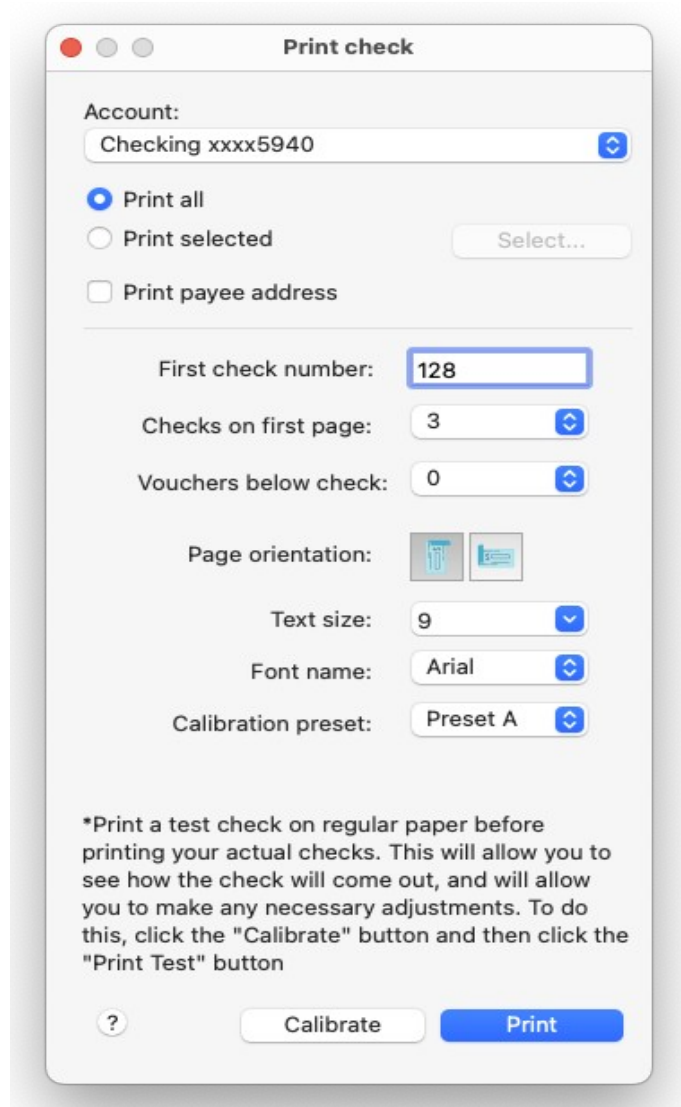 Print check
Account:
Checking xxxx5940
Print all
Print selected
Select...
Print payee address
First check number: 128
Checks on first page: 3
Vouchers below check: 0
Page orientation:
Text size: 9
Font name: Arial
Calibration preset: Preset A
*Print a test check on regular paper before
printing your actual checks. This will allow you to
see how the check will come out, and will allow
you to make any necessary adjustments. To do
this, click the "Calibrate" button and then click the
"Print Test" button
? Calibrate Print